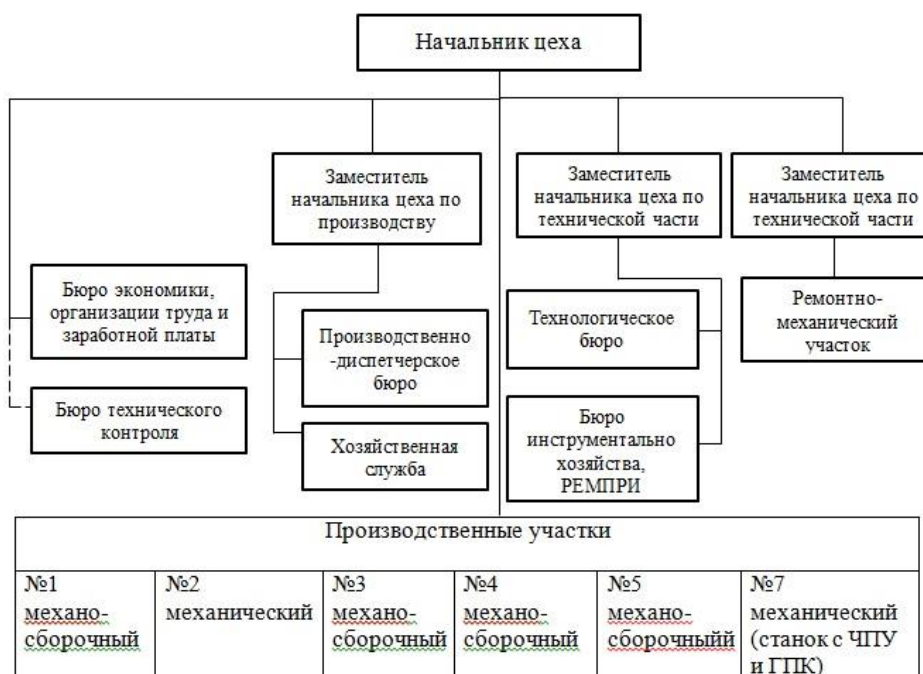 Начальник цеха
Заместитель
начальника цеха по
производству
Заместитель
начальника цеха по
технической части
Заместитель
начальника цеха по
технической части
Бюро экономики,
организации труда и
заработной платы
Производственно
-диспетчерское
бюро
Технологическое
бюро
Ремонтно-
механический
участок
Бюро технического
контроля
Хозяйственная
служба
Бюро
инструментально
хозяйства,
РЕМПРИ
Производственные участки
№1
механо-
сборочный
№2
механический
№3
механо-
сборочный
№4
механо-
сборочный
№5
механо-
сборочныйй
№7
механический
(станок с ЧПУ
и ГПК)